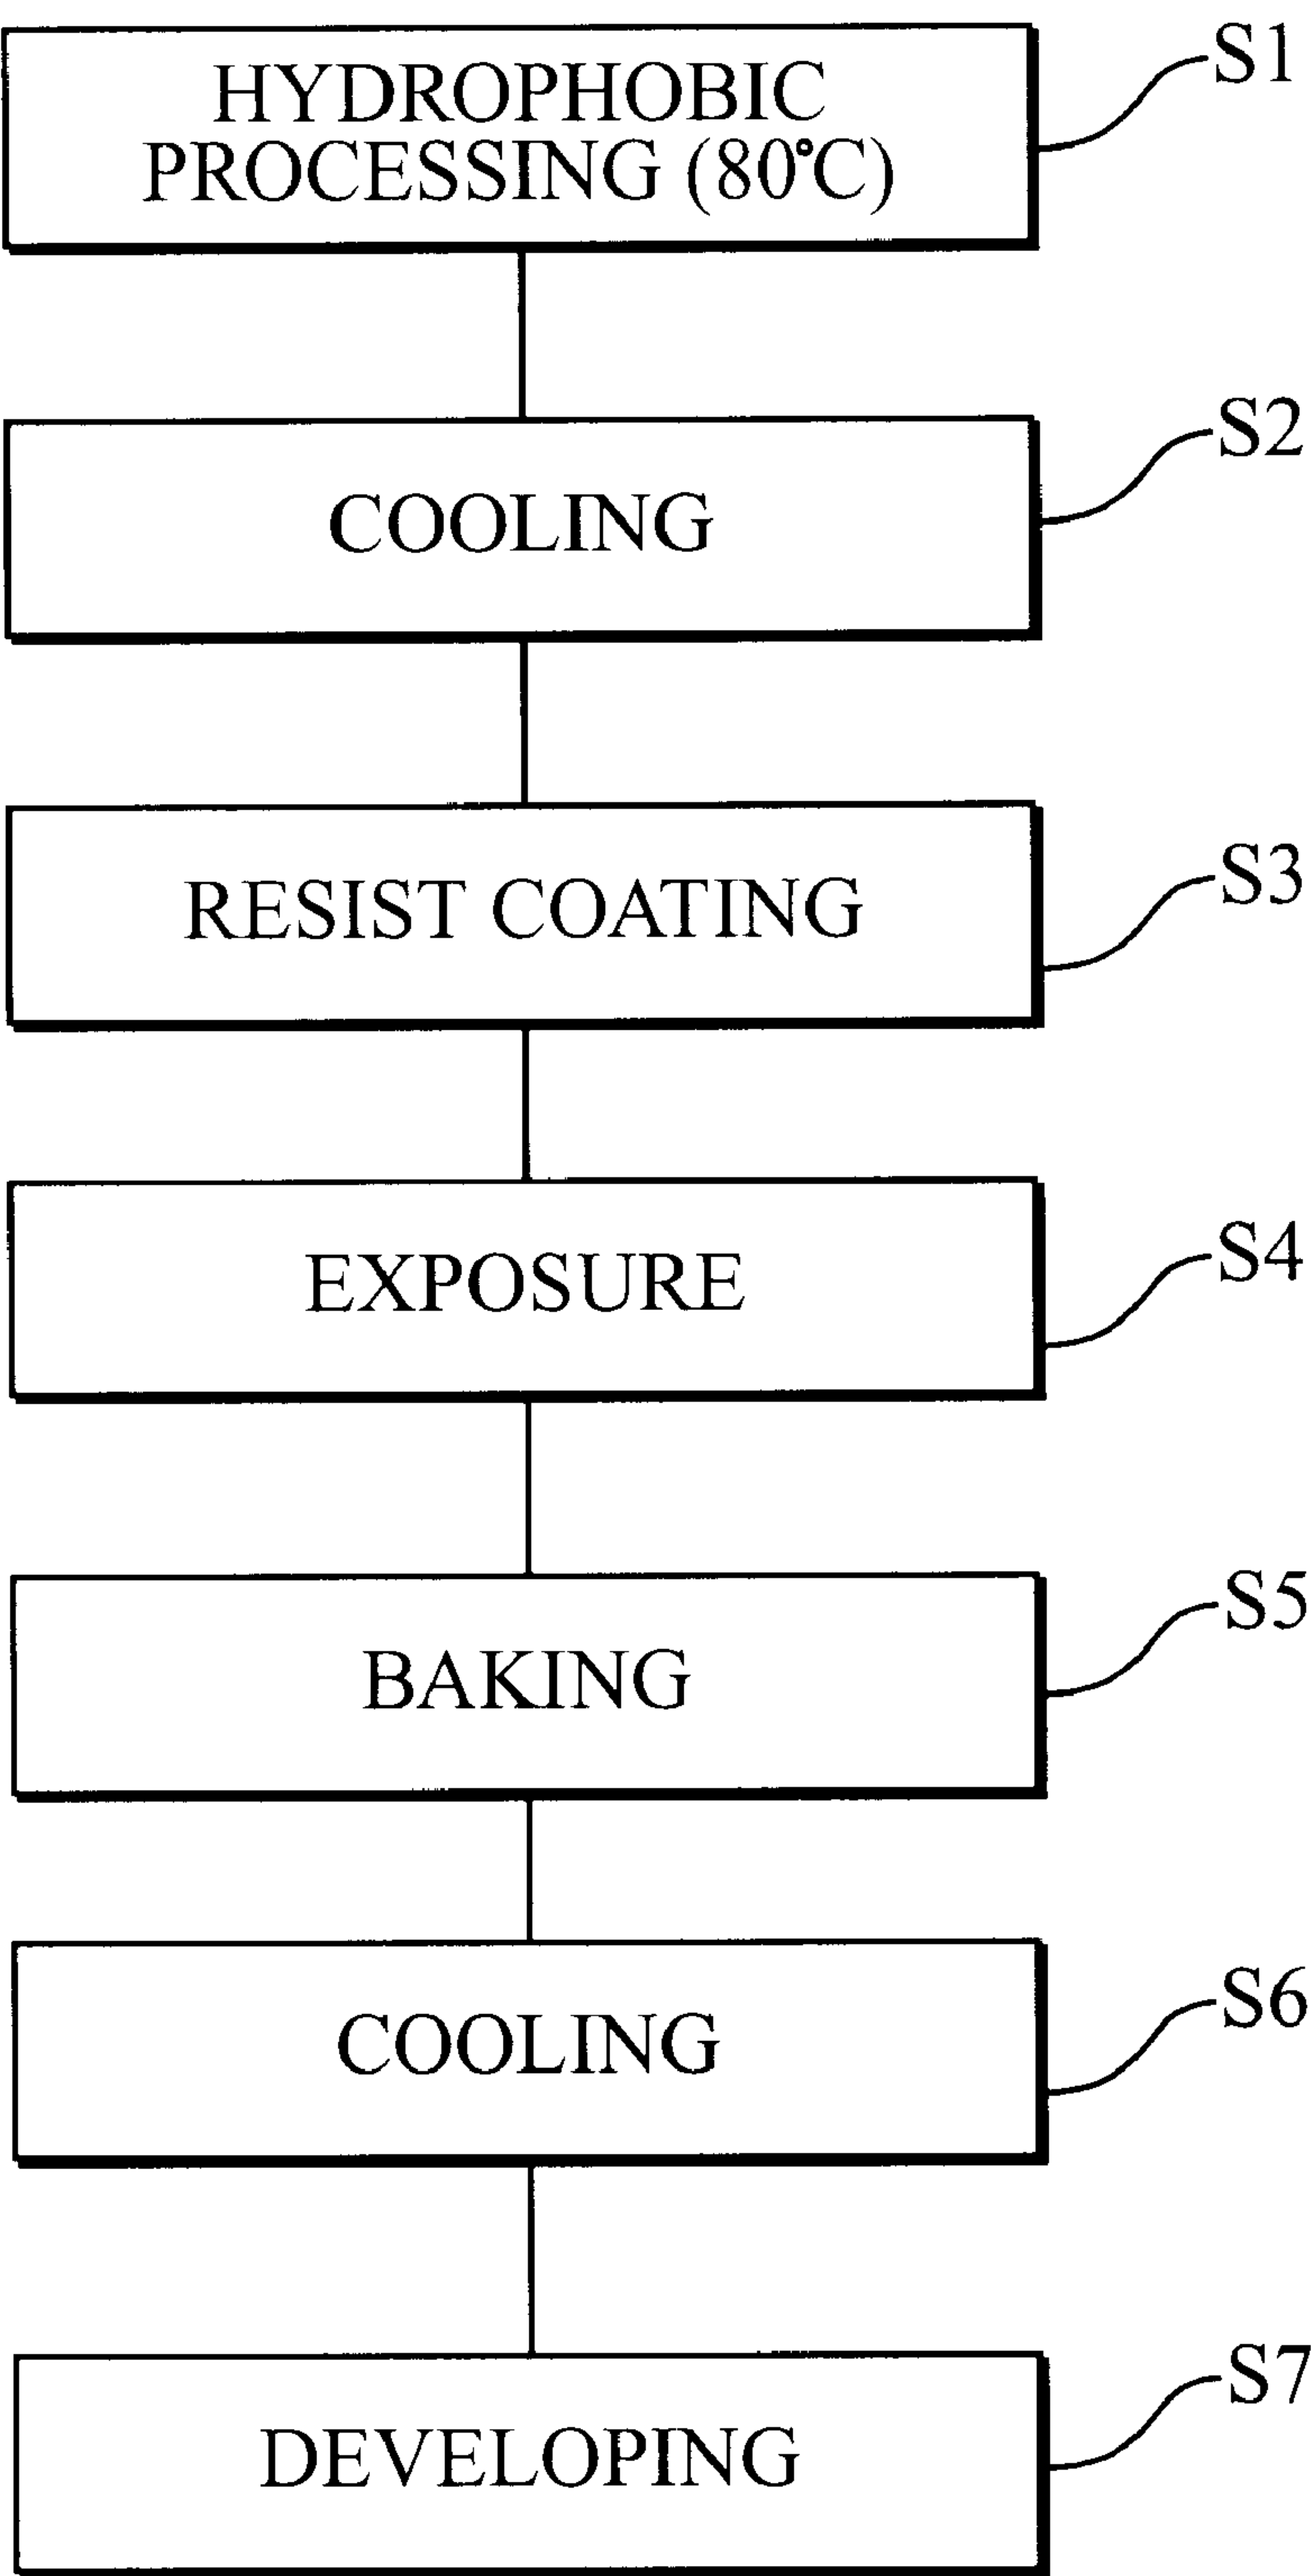 HYDROPHOBIC
PROCESSING (80°C)
S1
COOLING
S2
RESIST COATING
S3
EXPOSURE
S4
BAKING
S5
COOLING
S6
DEVELOPING
S7